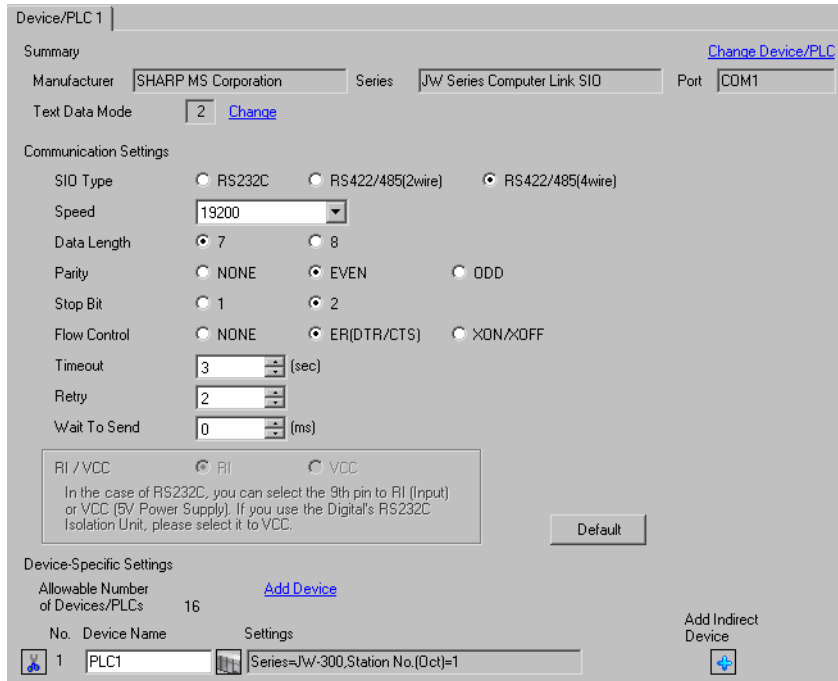 Device/PLC 1
Summary
Change Device/PLC
Manufacturer SHARP MS Corporation Series JW Series Computer Link SIO Port COM1
Text Data Mode 2 Change
Communication Settings
SIO Type RS232C RS422/485(2wire) RS422/485(4wire)
Speed 19200
Data Length 7 8
Parity NONE EVEN ODD
Stop Bit 1 2
Flow Control NONE ER(DTR/CTS) XON/XOFF
Timeout 3 (sec)
Retry 2
Wait To Send 0 (ms)
RI / VCC RI VCC
In the case of RS232C, you can select the 9th pin to RI (Input)
or VCC (5V Power Supply). If you use the Digital's RS232C
Isolation Unit, please select it to VCC.
Default
Device-Specific Settings
Allowable Number
of Devices/PLCs 16
Add Device
Add Indirect
Device
No. Device Name Settings
1 PLC1 Series=JW-300,Station No.(Oct)=1